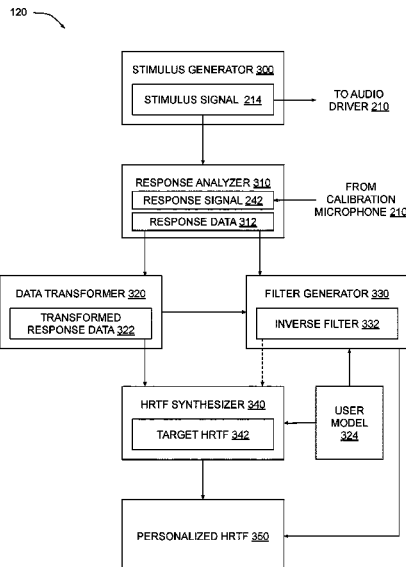 120
STIMULUS GENERATOR 300
STIMULUS SIGNAL 214
TO AUDIO
DRIVER 210
RESPONSE ANALYZER 310
RESPONSE SIGNAL 242
RESPONSE DATA 312
FROM
CALIBRATION
MICROPHONE 210
DATA TRANSFORMER 320
TRANSFORMED
RESPONSE DATA 322
FILTER GENERATOR 330
INVERSE FILTER 332
HRTF SYNTHESIZER 340
TARGET HRTF 342
USER
MODEL
324
PERSONALIZED HRTF 350